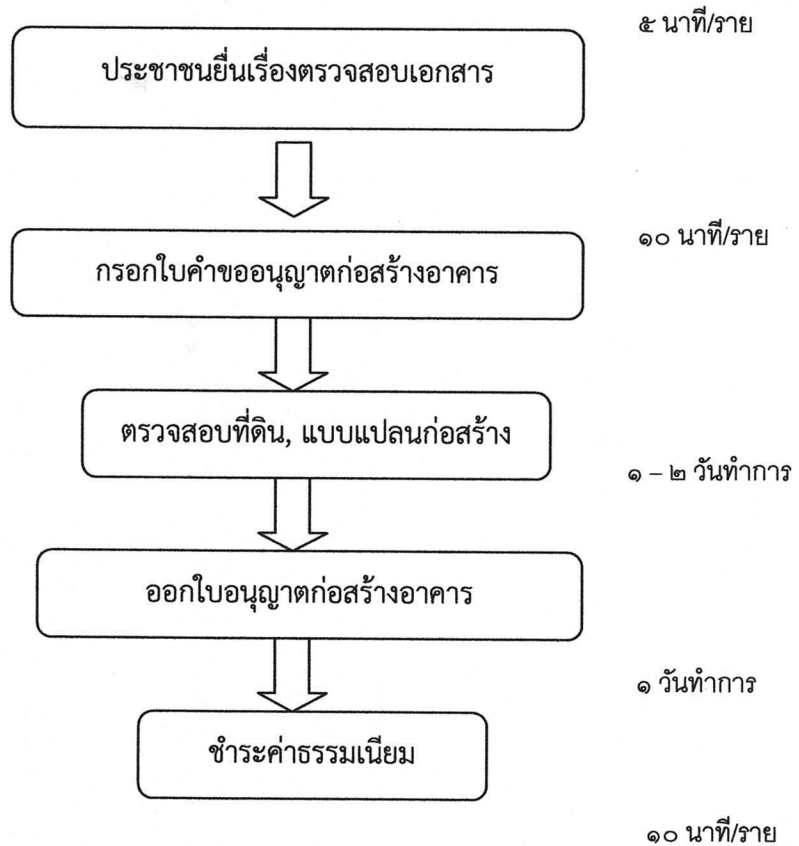 ๕ นาที/ราย
ประชาชนยื่นเรื่องตรวจสอบเอกสาร
๑๐ นาที/ราย
กรอกใบคำขออนุญาตก่อสร้างอาคาร
ตรวจสอบที่ดิน, แบบแปลนก่อสร้าง
๑ – ๒ วันทำการ
ออกใบอนุญาตก่อสร้างอาคาร
๑ วันทำการ
ชำระค่าธรรมเนียม
๑๐ นาที/ราย